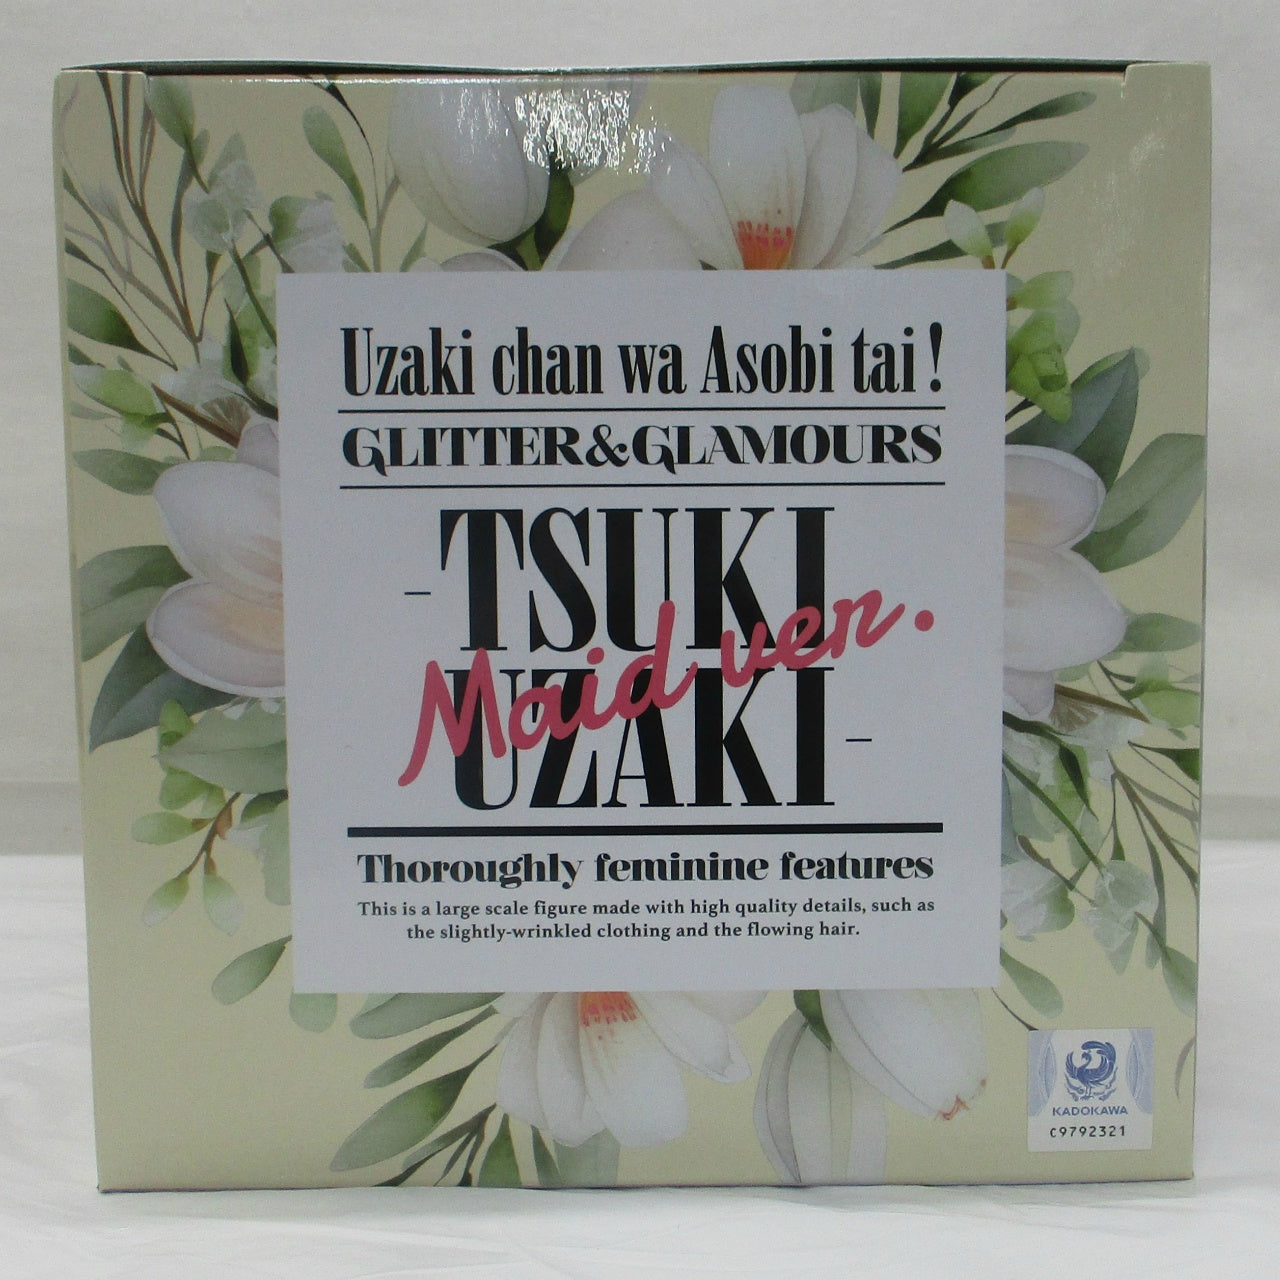 Uzaki chan wa Asobi tai!
GLITTER&GLAMOURS
-TSUKI
Maid ver.
UZAKI-
Thoroughly feminine features
This is a large scale figure made with high quality details, such as
the slightly-wrinkled clothing and the flowing hair.
KADOKAWA
C9792321